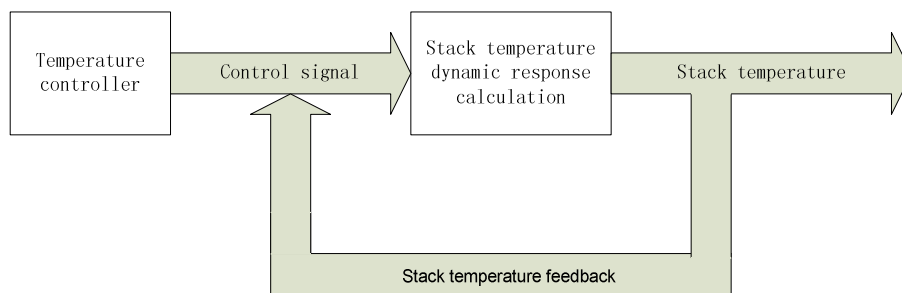 Temperature
controller
Control signal
Stack temperature
dynamic response
calculation
Stack temperature
Stack temperature feedback